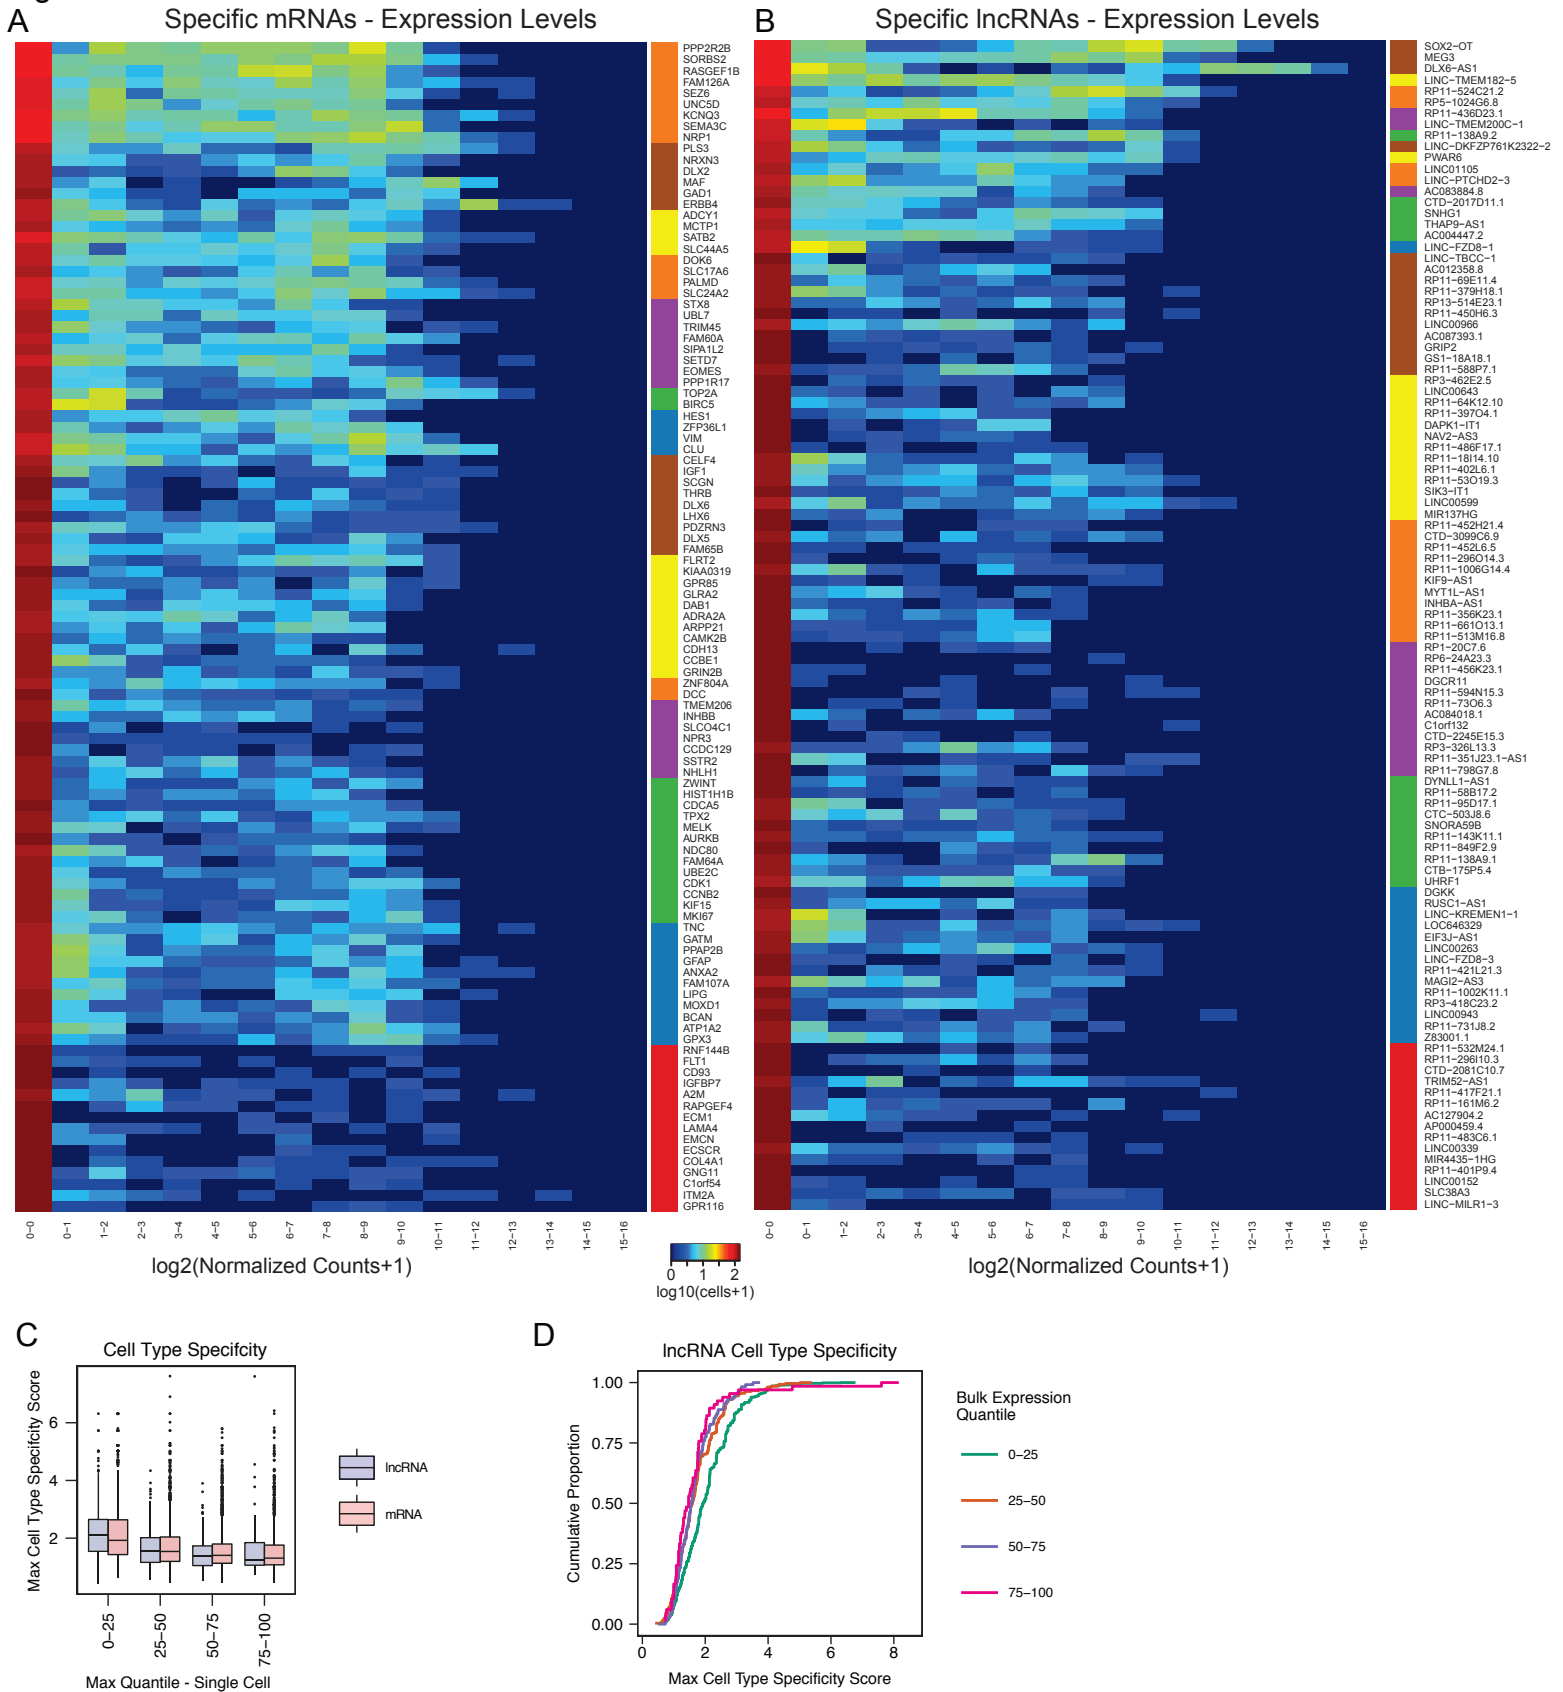 A
Specific mRNAs - Expression Levels
PPP2R2B
SORBS2
RASGEF1B
FAM126A
SEZ6
UNC5D
KCNQ3
SEMA3C
NRP1
PLS3
NRXN3
DLX2
MAF
GAD1
ERBB4
ADCY1
MCTP1
SATB2
SLC44A5
DOK6
SLC17A6
PALMD
SLC24A2
STX8
UBL7
TRIM45
FAM60A
SIPA1L2
SETD7
EOMES
PPP1R17
TOP2A
BIRC5
HES1
ZFP36L1
VIM
CLU
CELF4
IGF1
SCGN
THRB
DLX6
LHX6
PDZRN3
DLX5
FAM65B
FLRT2
KIAA0319
GPR85
GLRA2
DAB1
ADRA2A
ARPP21
CAMK2B
CDH13
CCBE1
GRIN2B
ZNF804A
DCC
TMEM206
INHBB
SLCO4C1
NPR3
CCDC129
SSTR2
NHLH1
ZWINT
HIST1H1B
CDCA5
TPX2
MELK
AURKB
NDC80
FAM64A
UBE2C
CDK1
CCNB2
KIF15
MKI67
TNC
GATM
PPAP2B
GFAP
ANXA2
FAM107A
LIPG
MOXD1
BCAN
ATP1A2
GPX3
RNF144B
FLT1
CD93
IGFBP7
A2M
RAPGEF4
ECM1
LAMA4
EMCN
ECSCR
COL4A1
GNG11
C1orf54
ITM2A
GPR116
0-0
0-1
1-2
2-3
3-4
4-5
5-6
6-7
7-8
8-9
9-10
10-11
11-12
12-13
13-14
14-15
15-16
log2(Normalized Counts+1)
0 1 2
log10(cells+1)
B
Specific lncRNAs - Expression Levels
SOX2-OT
MEG3
DLX6-AS1
LINC-TMEM182-5
RP11-524C21.2
RP5-1024G6.8
RP11-436D23.1
LINC-TMEM200C-1
RP11-138A9.2
LINC-DKFZP761K2322-2
PWAR6
LINC01105
LINC-PTCHD2-3
AC083884.8
CTD-2017D11.1
SNHG1
THAP9-AS1
AC004447.2
LINC-FZD8-1
LINC-TBCC-1
AC012358.8
RP11-69E11.4
RP11-379H18.1
RP13-514E23.1
RP11-450H6.3
LINC00966
AC087393.1
GRIP2
GS1-18A18.1
RP11-588P7.1
RP3-462E2.5
LINC00643
RP11-64K12.10
RP11-397O4.1
DAPK1-IT1
NAV2-AS3
RP11-486F17.1
RP11-18I14.10
RP11-402L6.1
RP11-53O19.3
SIK3-IT1
LINC00599
MIR137HG
RP11-452H21.4
CTD-3099C6.9
RP11-452L6.5
RP11-296O14.3
RP11-1006G14.4
KIF9-AS1
MYT1L-AS1
INHBA-AS1
RP11-356K23.1
RP11-661O13.1
RP11-513M16.8
RP1-20C7.6
RP6-24A23.3
RP11-456K23.1
DGCR11
RP11-594N15.3
RP11-73O6.3
AC084018.1
C1orf132
CTD-2245E15.3
RP3-326L13.3
RP11-351J23.1-AS1
RP11-798G7.8
DYNLL1-AS1
RP11-58B17.2
RP11-95D17.1
CTC-503J8.6
SNORA59B
RP11-143K11.1
RP11-849F2.9
RP11-138A9.1
CTB-175P5.4
UHRF1
DGKK
RUSC1-AS1
LINC-KREMEN1-1
LOC646329
EIF3J-AS1
LINC00263
LINC-FZD8-3
RP11-421L21.3
MAGI2-AS3
RP11-1002K11.1
RP3-418C23.2
LINC00943
RP11-731J8.2
Z83001.1
RP11-532M24.1
RP11-296I10.3
CTD-2081C10.7
TRIM52-AS1
RP11-417F21.1
RP11-161M6.2
AC127904.2
AP000459.4
RP11-483C6.1
LINC00339
MIR4435-1HG
RP11-401P9.4
LINC00152
SLC38A3
LINC-MILR1-3
0-0
0-1
1-2
2-3
3-4
4-5
5-6
6-7
7-8
8-9
9-10
10-11
11-12
12-13
13-14
14-15
15-16
log2(Normalized Counts+1)
C
Cell Type Specifcity
Max Cell Type Specifcity Score
6
4
2
0-25
25-50
50-75
75-100
Max Quantile - Single Cell
lncRNA
mRNA
D
lncRNA Cell Type Specificity
Cumulative Proportion
1.00
0.75
0.50
0.25
0.00
0 2 4 6 8
Max Cell Type Specificity Score
Bulk Expression
Quantile
0-25
25-50
50-75
75-100